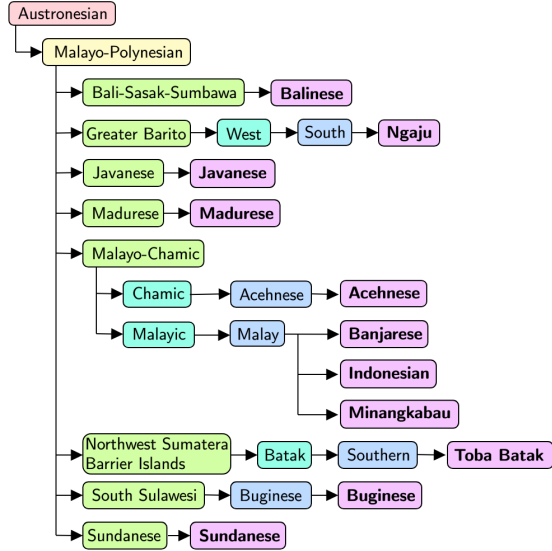 Austronesian
Malayo-Polynesian
Bali-Sasak-Sumbawa Balinese
Greater Barito West South Ngaju
Javanese Javanese
Madurese Madurese
Malayo-Chamic
Chamic Acehnese Acehnese
Malayic Malay Banjarese
Indonesian
Minangkabau
Northwest Sumatera
Barrier Islands Batak Southern Toba Batak
South Sulawesi Buginese Buginese
Sundanese Sundanese